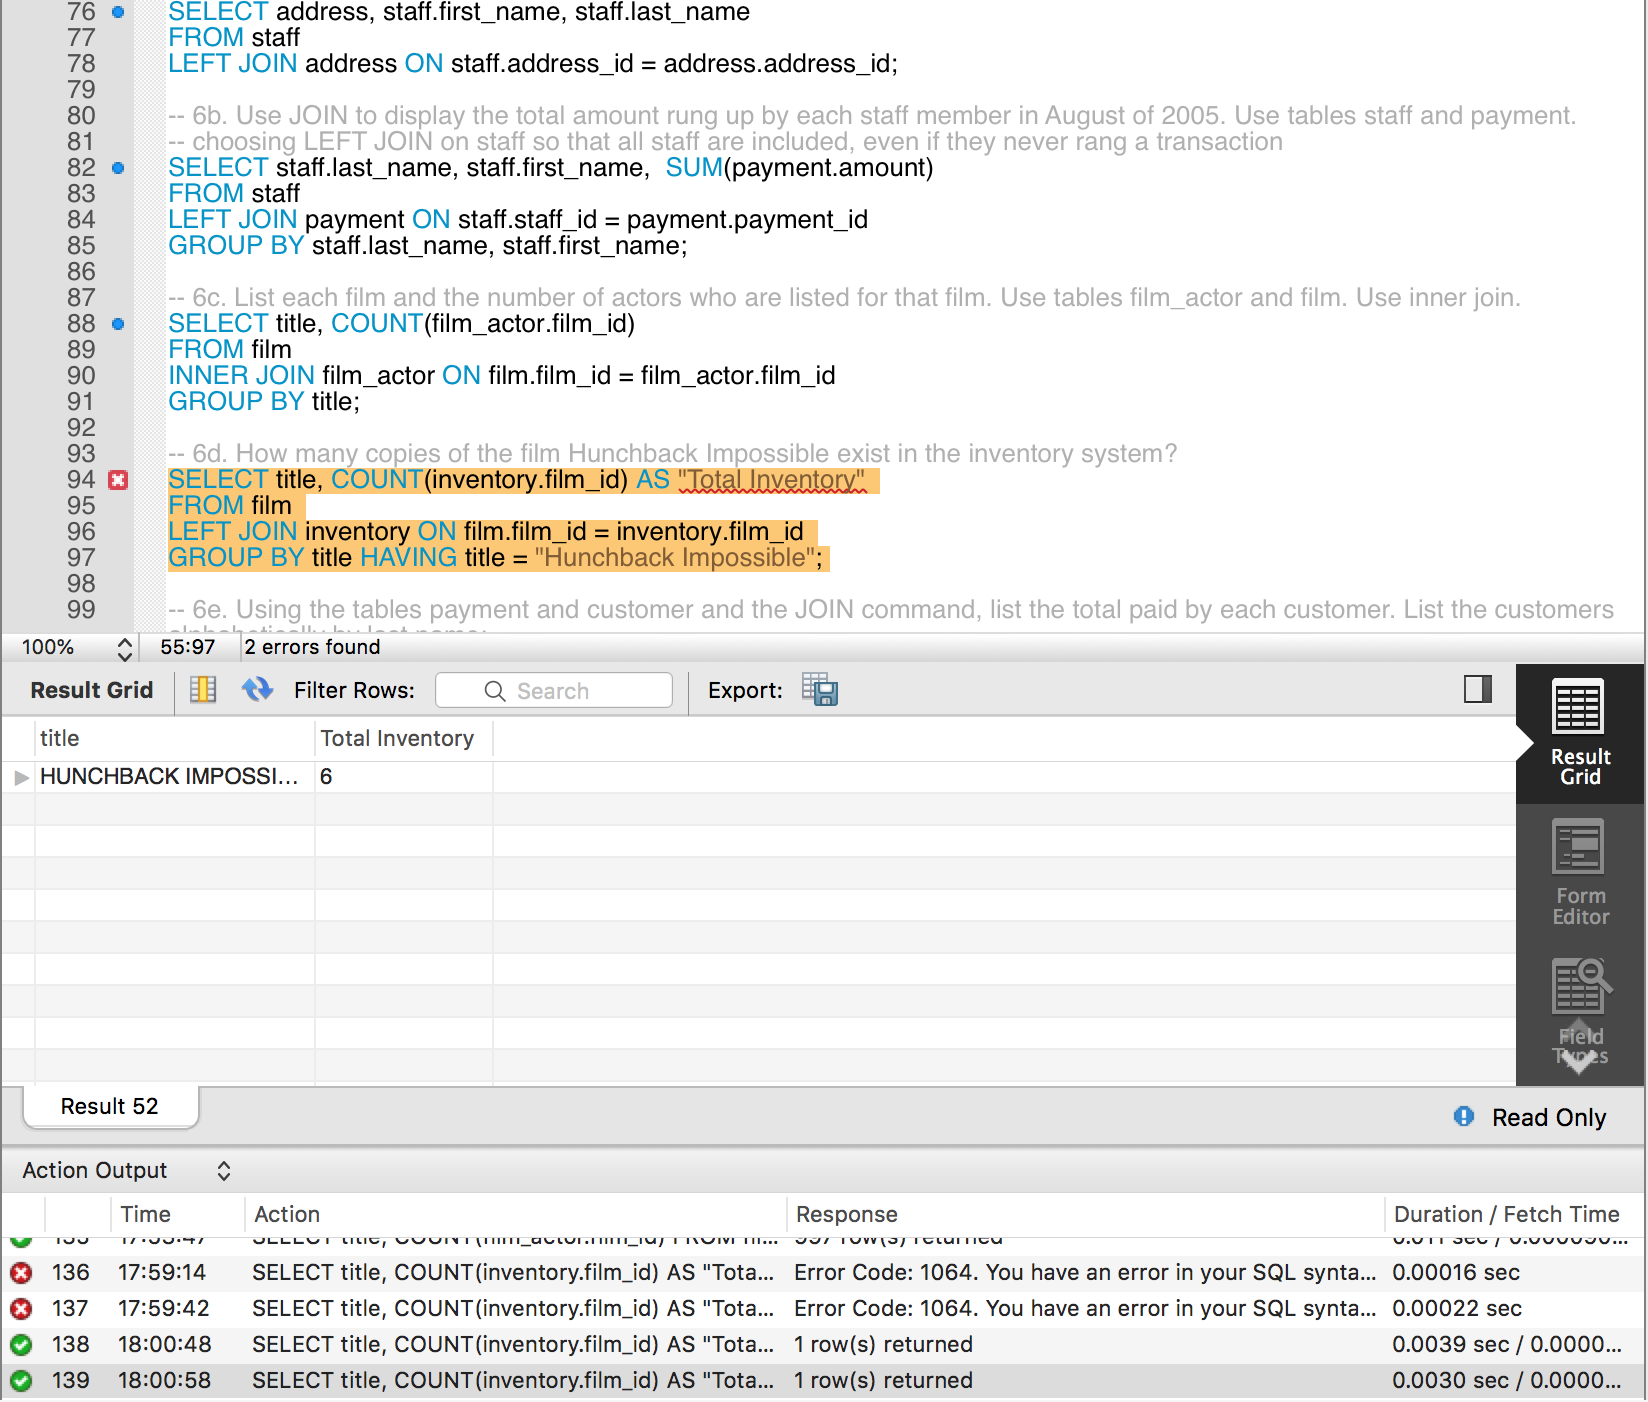 76 SELECT address, staff.first_name, staff.last_name
77 FROM staff
78 LEFT JOIN address ON staff.address_id = address.address_id;
79
80 -- 6b. Use JOIN to display the total amount rung up by each staff member in August of 2005. Use tables staff and payment.
81 -- choosing LEFT JOIN on staff so that all staff are included, even if they never rang a transaction
82 SELECT staff.last_name, staff.first_name,  SUM(payment.amount)
83 FROM staff
84 LEFT JOIN payment ON staff.staff_id = payment.payment_id
85 GROUP BY staff.last_name, staff.first_name;
86
87 -- 6c. List each film and the number of actors who are listed for that film. Use tables film_actor and film. Use inner join.
88 SELECT title, COUNT(film_actor.film_id)
89 FROM film
90 INNER JOIN film_actor ON film.film_id = film_actor.film_id
91 GROUP BY title;
92
93 -- 6d. How many copies of the film Hunchback Impossible exist in the inventory system?
94 SELECT title, COUNT(inventory.film_id) AS "Total Inventory"
95 FROM film
96 LEFT JOIN inventory ON film.film_id = inventory.film_id
97 GROUP BY title HAVING title = "Hunchback Impossible";
98
99 -- 6e. Using the tables payment and customer and the JOIN command, list the total paid by each customer. List the customers
alphabetically by last name:
100% 55:97 2 errors found
Result Grid Filter Rows: Search Export:
title Total Inventory
HUNCHBACK IMPOSSI... 6
Result
Grid
Form
Editor
Field
Types
Result 52 Read Only
Action Output
Time Action Response Duration / Fetch Time
135 17:53:47 SELECT title, COUNT(film_actor.film_id) FROM fil... 997 row(s) returned
136 17:59:14 SELECT title, COUNT(inventory.film_id) AS "Tota... Error Code: 1064. You have an error in your SQL synta... 0.00016 sec
137 17:59:42 SELECT title, COUNT(inventory.film_id) AS "Tota... Error Code: 1064. You have an error in your SQL synta... 0.00022 sec
138 18:00:48 SELECT title, COUNT(inventory.film_id) AS "Tota... 1 row(s) returned 0.0039 sec / 0.0000...
139 18:00:58 SELECT title, COUNT(inventory.film_id) AS "Tota... 1 row(s) returned 0.0030 sec / 0.0000...